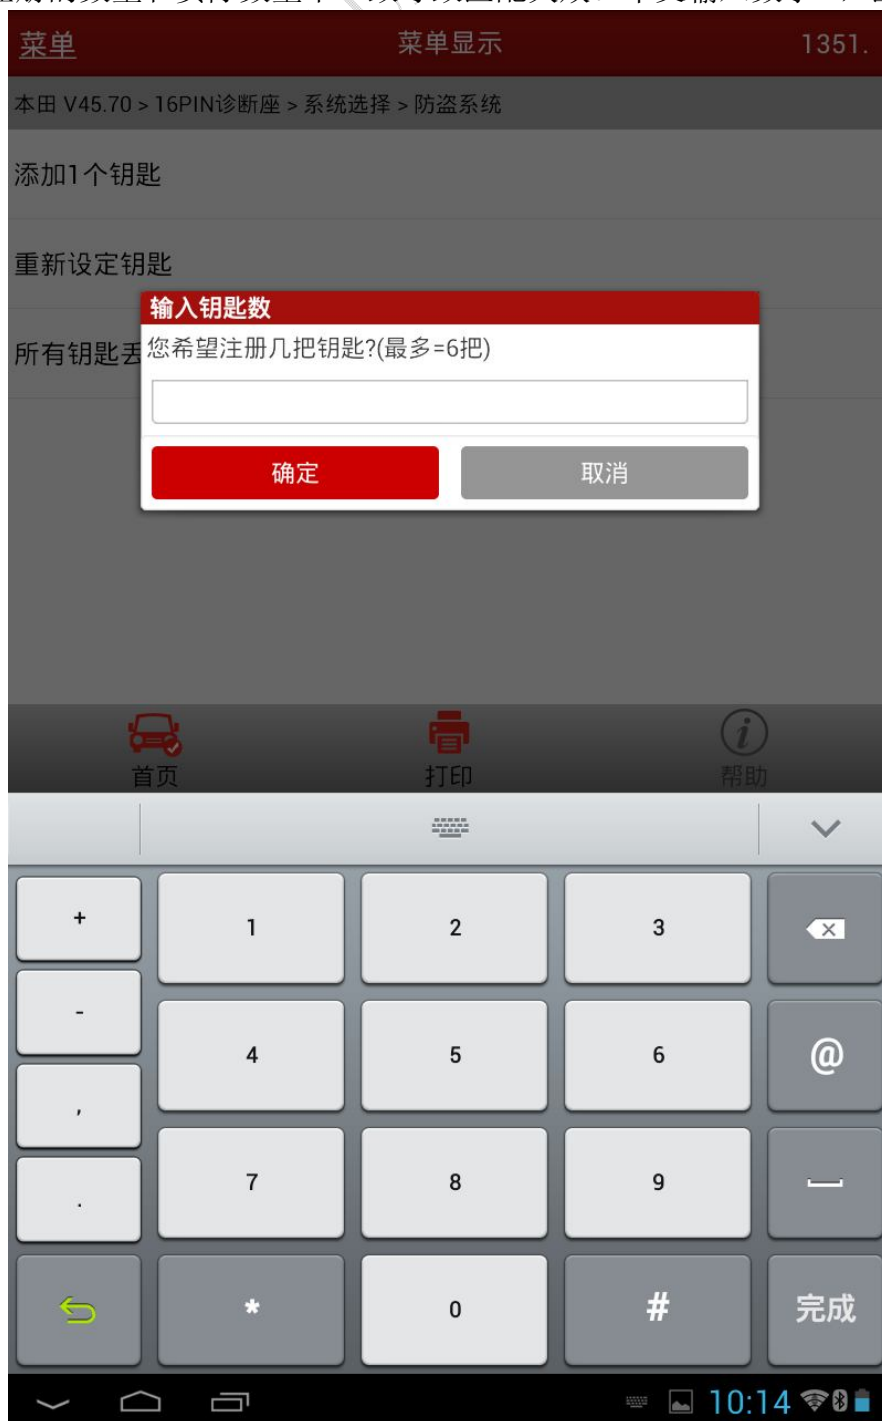 菜单 菜单显示 1351.
本田 V45.70 > 16PIN诊断座 > 系统选择 > 防盗系统
添加1个钥匙
重新设定钥匙
输入钥匙数
所有钥匙丢
您希望注册几把钥匙?(最多=6把)
确定 取消
首页 打印 帮助
+ 1 2 3
-
4 5 6 @
,
7 8 9
.
* 0 # 完成
10:14